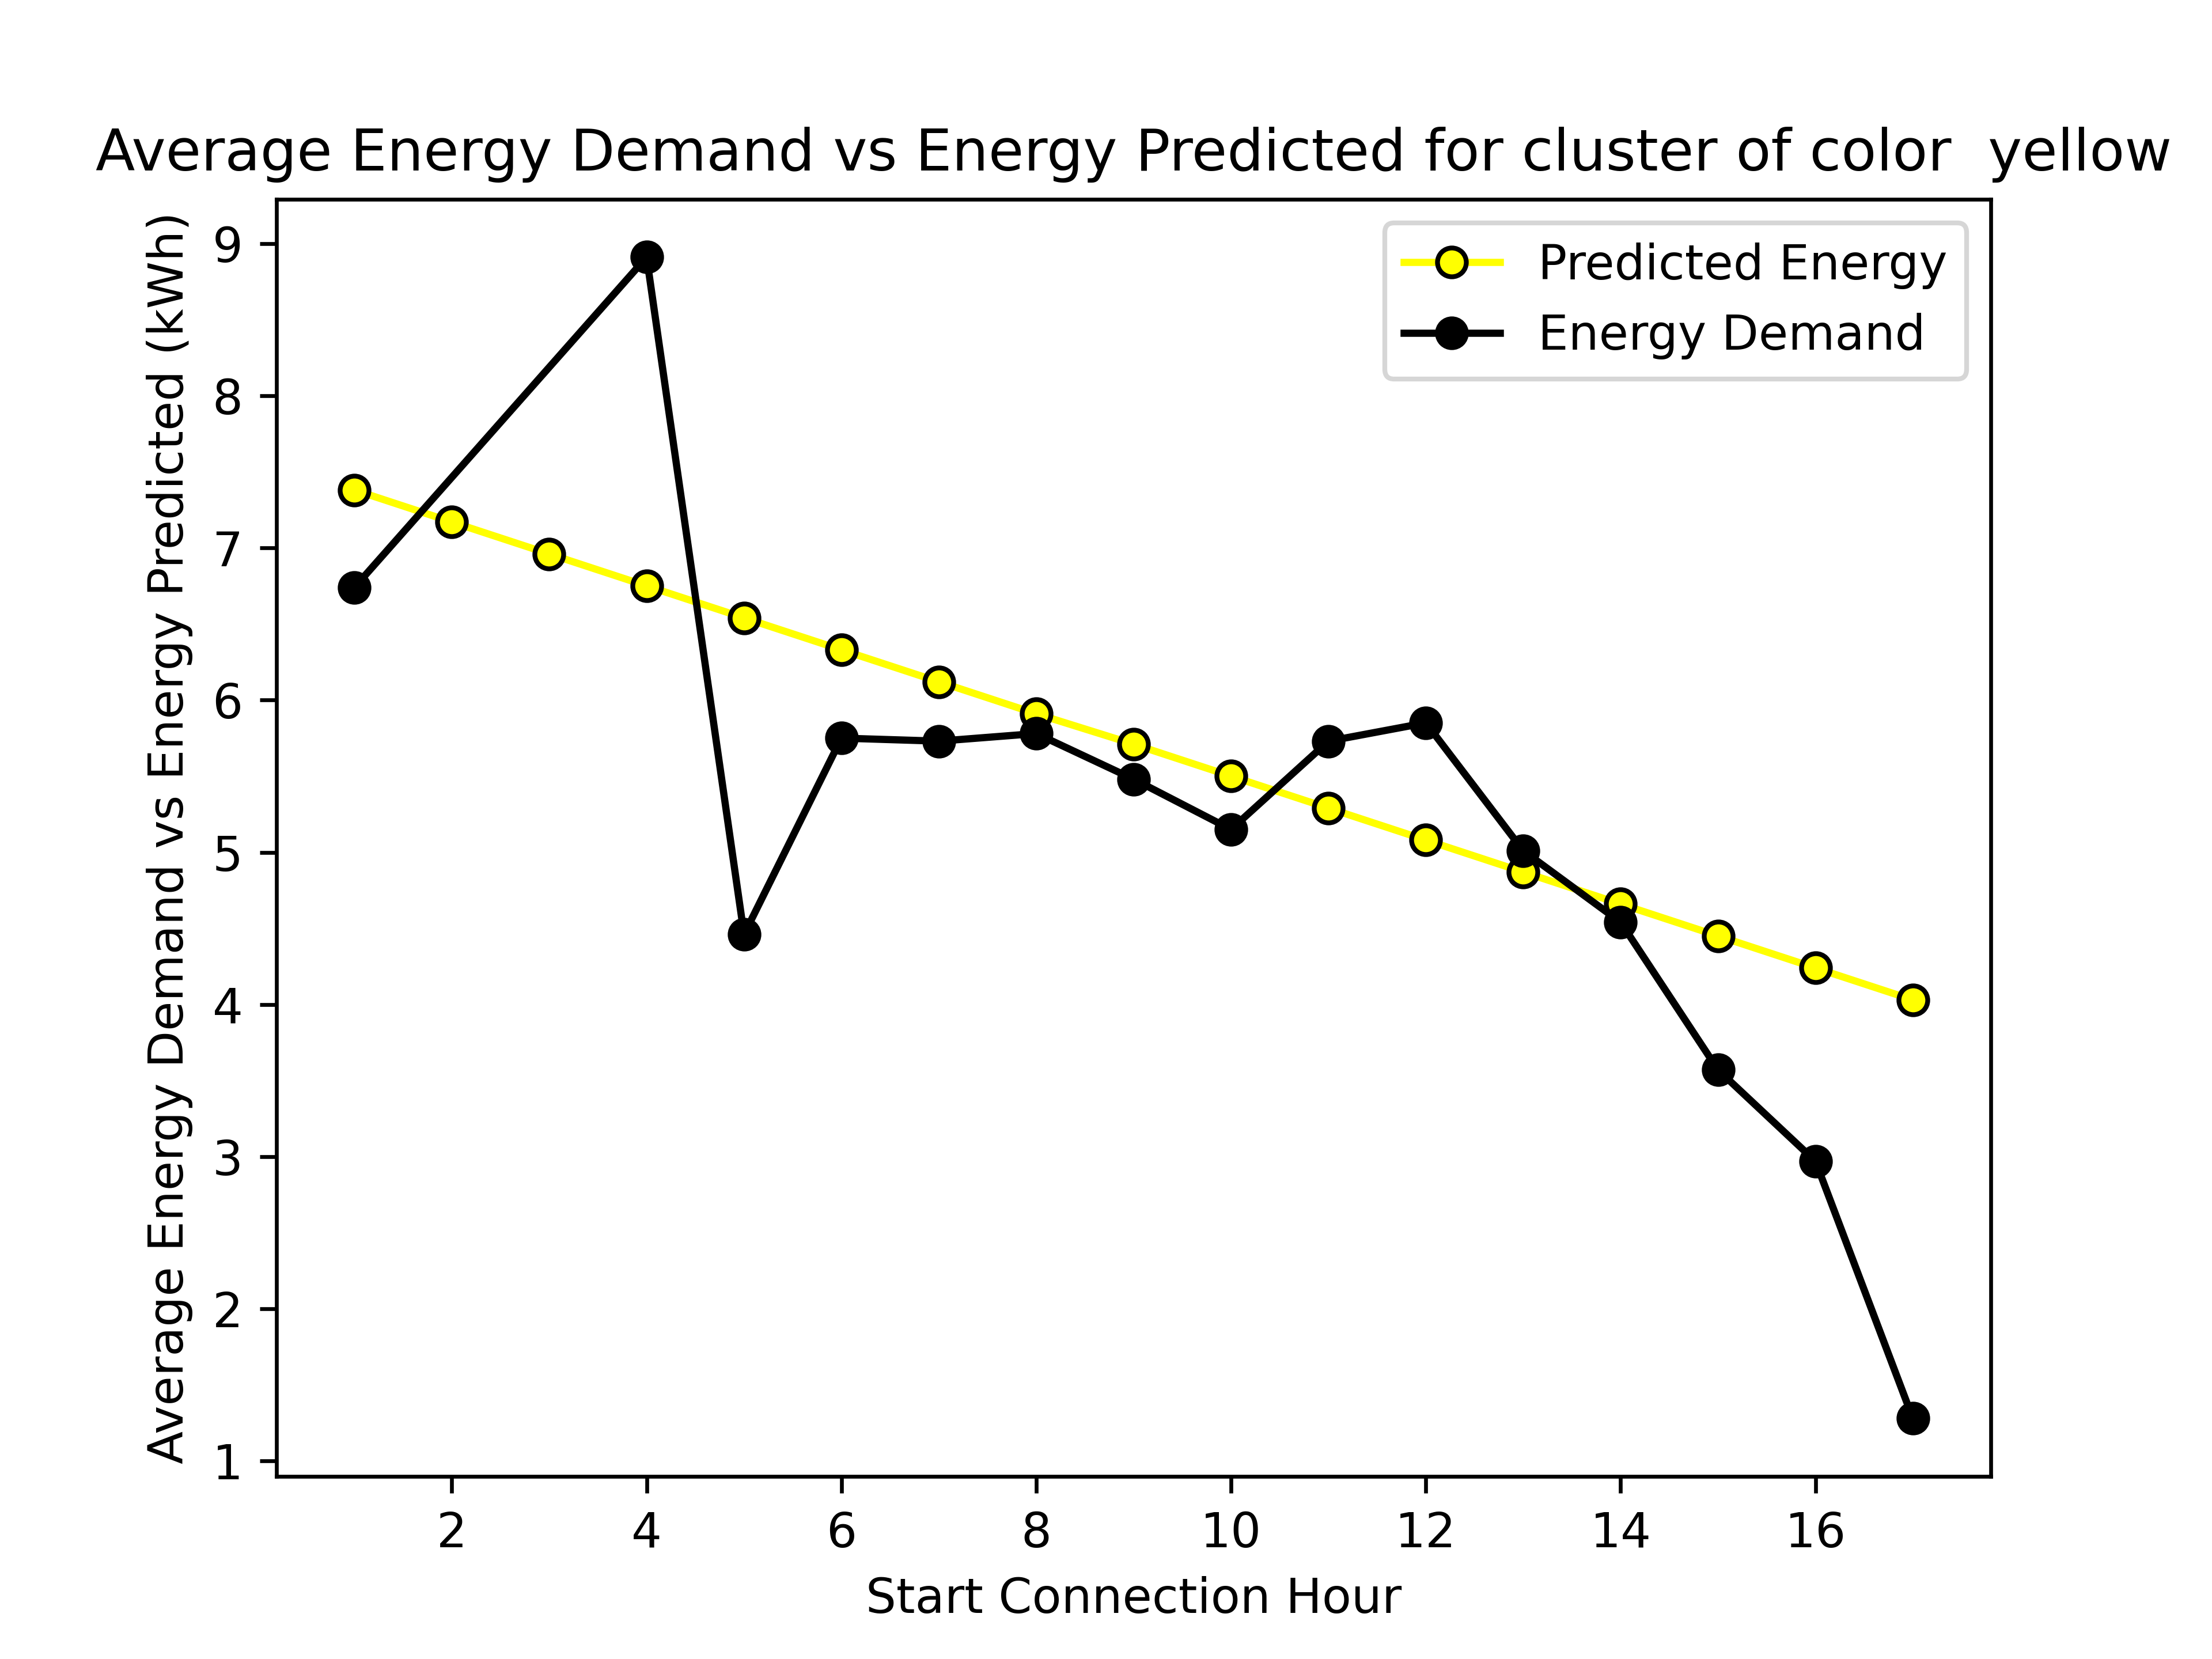 Average Energy Demand vs Energy Predicted for cluster of color  yellow
Average Energy Demand vs Energy Predicted (kWh)
9
8
7
6
5
4
3
2
1
Predicted Energy
Energy Demand
2 4 6 8 10 12 14 16
Start Connection Hour